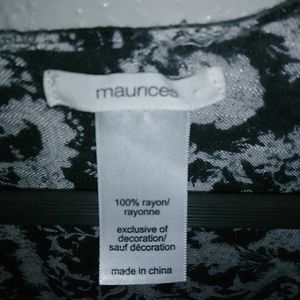 maurices
100% rayon/
rayonne
exclusive of
decoration/
sauf décoration
made in china